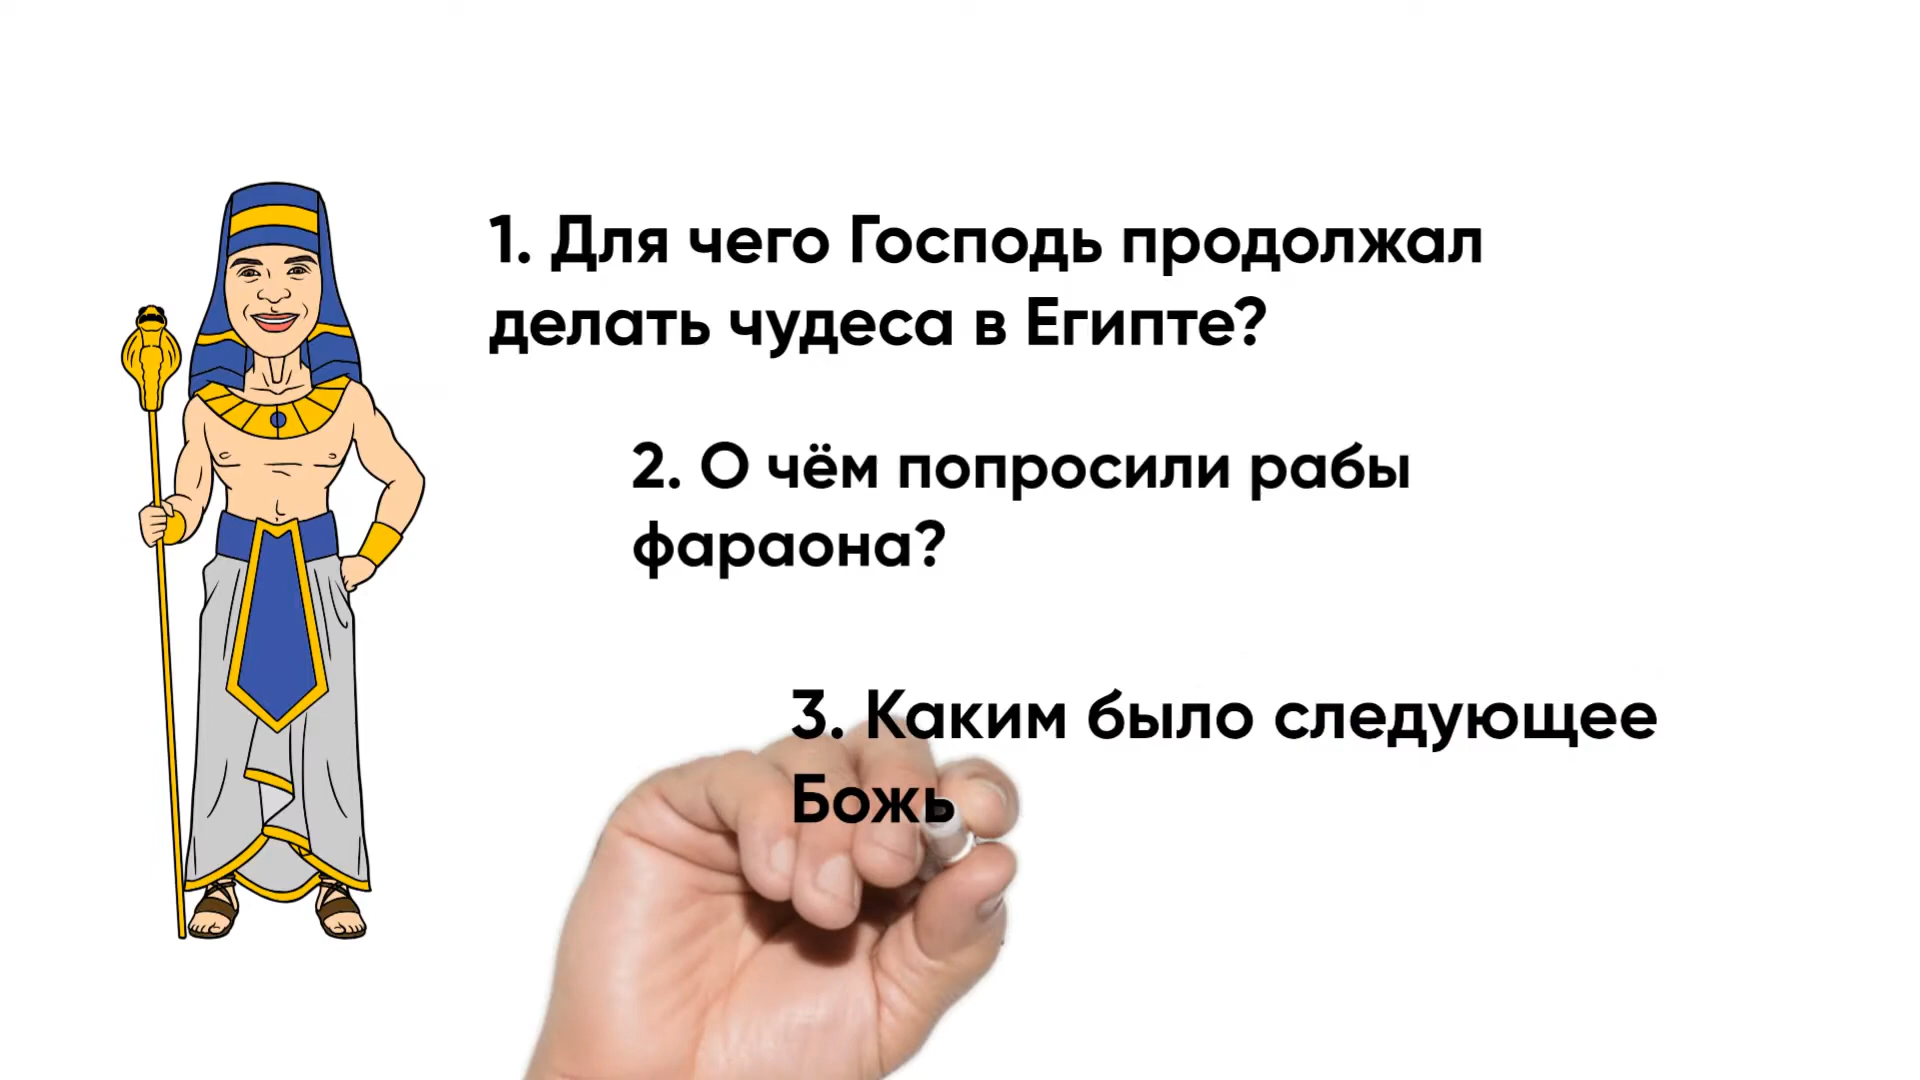 1. Для чего Господь продолжал
делать чудеса в Египте?
2. О чём попросили рабы
фараона?
3. Каким было следующее
Божь